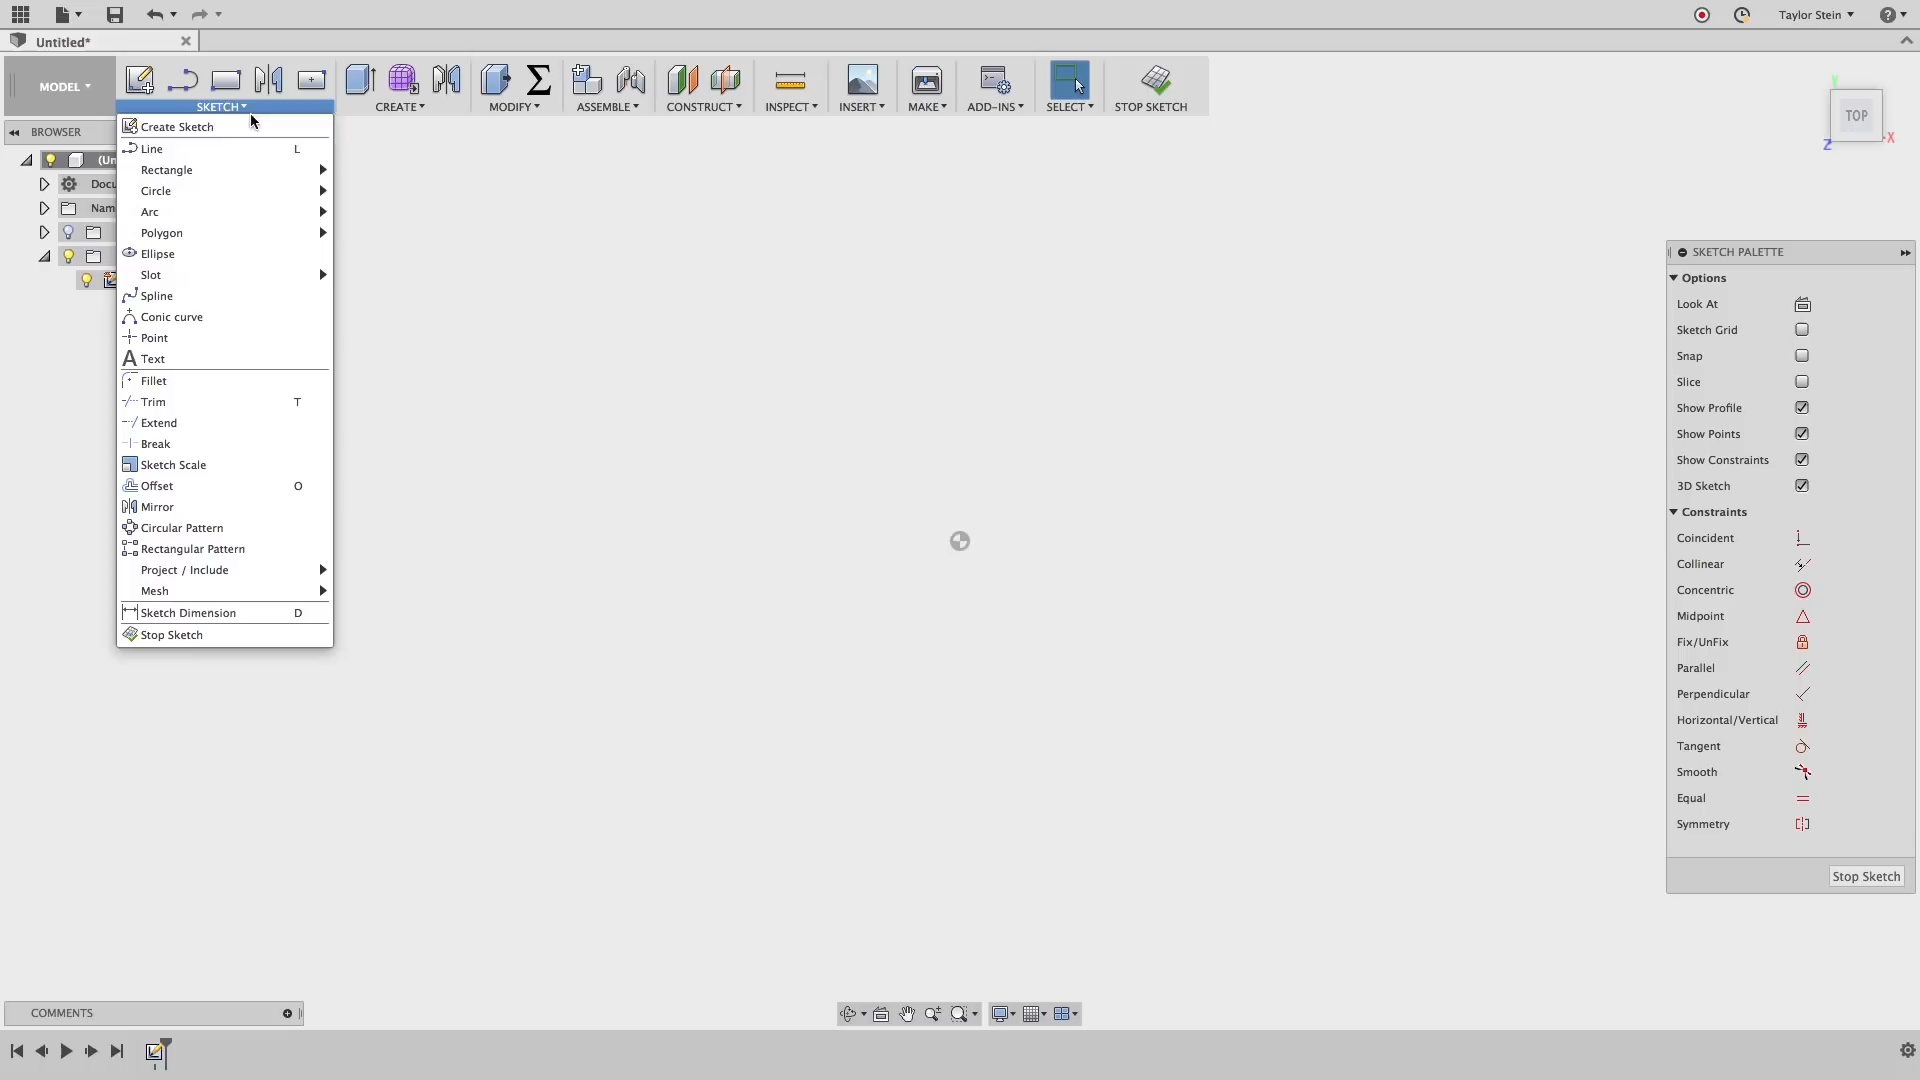 Taylor Stein
Untitled*
MODEL
SKETCH
CREATE
MODIFY
ASSEMBLE
CONSTRUCT
INSPECT
INSERT
MAKE
ADD-INS
SELECT
STOP SKETCH
BROWSER
(Un
Docu
Nam
Create Sketch
Line L
Rectangle
Circle
Arc
Polygon
Ellipse
Slot
Spline
Conic curve
Point
Text
Fillet
Trim T
Extend
Break
Sketch Scale
Offset O
Mirror
Circular Pattern
Rectangular Pattern
Project / Include
Mesh
Sketch Dimension D
Stop Sketch
Y
TOP
X
Z
SKETCH PALETTE
Options
Look At
Sketch Grid
Snap
Slice
Show Profile
Show Points
Show Constraints
3D Sketch
Constraints
Coincident
Collinear
Concentric
Midpoint
Fix/UnFix
Parallel
Perpendicular
Horizontal/Vertical
Tangent
Smooth
Equal
Symmetry
Stop Sketch
COMMENTS